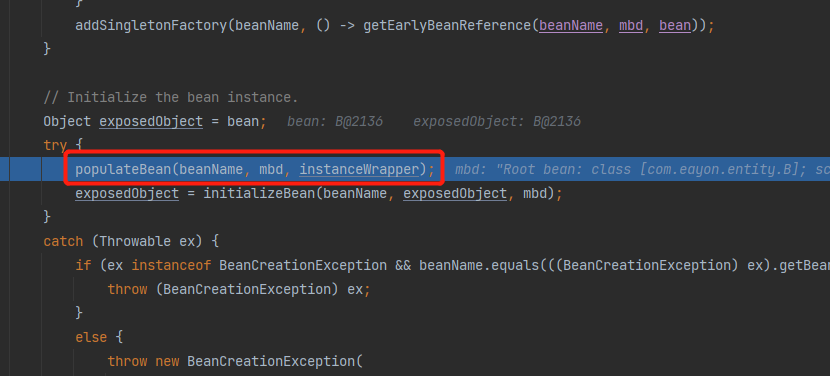 }
addSingletonFactory(beanName, () -> getEarlyBeanReference(beanName, mbd, bean));
}
// Initialize the bean instance.
Object exposedObject = bean; bean: B@2136 exposedObject: B@2136
try {
populateBean(beanName, mbd, instanceWrapper); mbd: "Root bean: class [com.eayon.entity.B]; sc
exposedObject = initializeBean(beanName, exposedObject, mbd);
}
catch (Throwable ex) {
if (ex instanceof BeanCreationException && beanName.equals(((BeanCreationException) ex).getBean
throw (BeanCreationException) ex;
}
else {
throw new BeanCreationException(